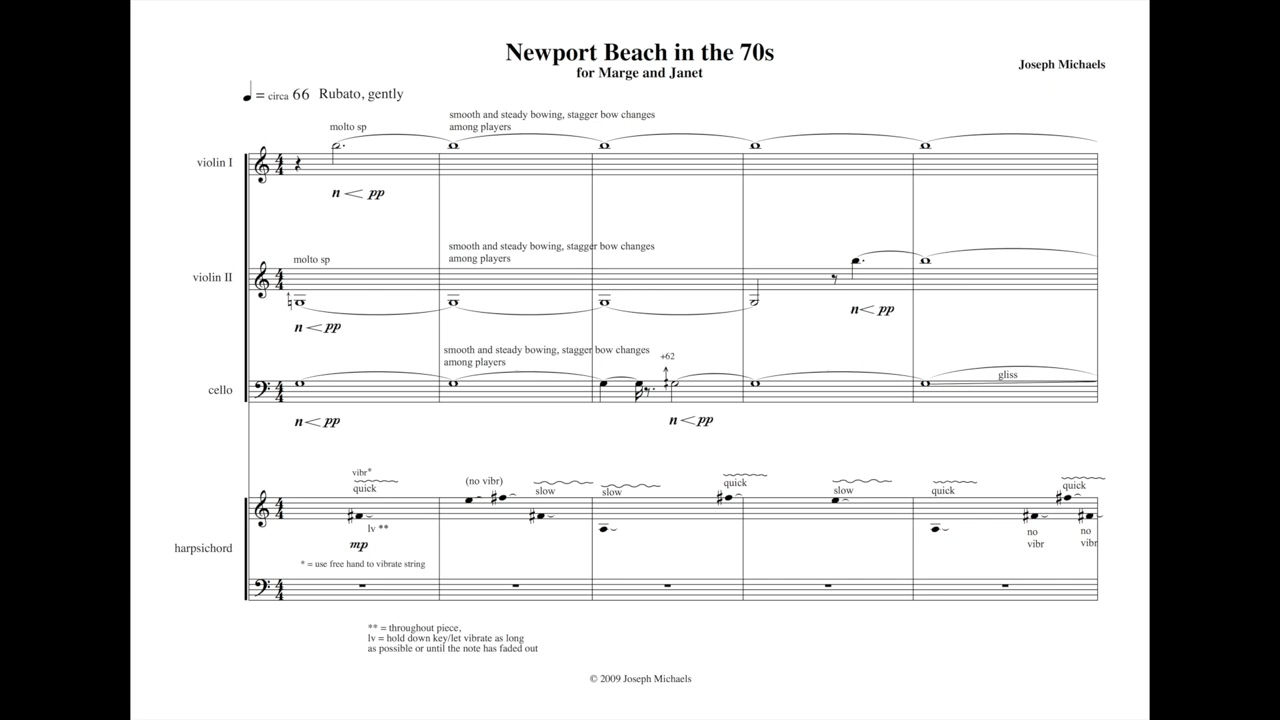 Newport Beach in the 70s
for Marge and Janet
Joseph Michaels
= circa 66 Rubato, gently
molto sp
smooth and steady bowing, stagger bow changes
among players
violin I
n pp
molto sp
smooth and steady bowing, stagger bow changes
among players
violin II
n pp
n pp
smooth and steady bowing, stagger bow changes
among players
+62
gliss
cello
n pp
n pp
vibr*
quick
(no vibr)
slow
slow
quick
slow
quick
quick
lv **
mp
no
vibr
no
vibr
harpsichord
* = use free hand to vibrate string
** = throughout piece,
lv = hold down key/let vibrate as long
as possible or until the note has faded out
© 2009 Joseph Michaels